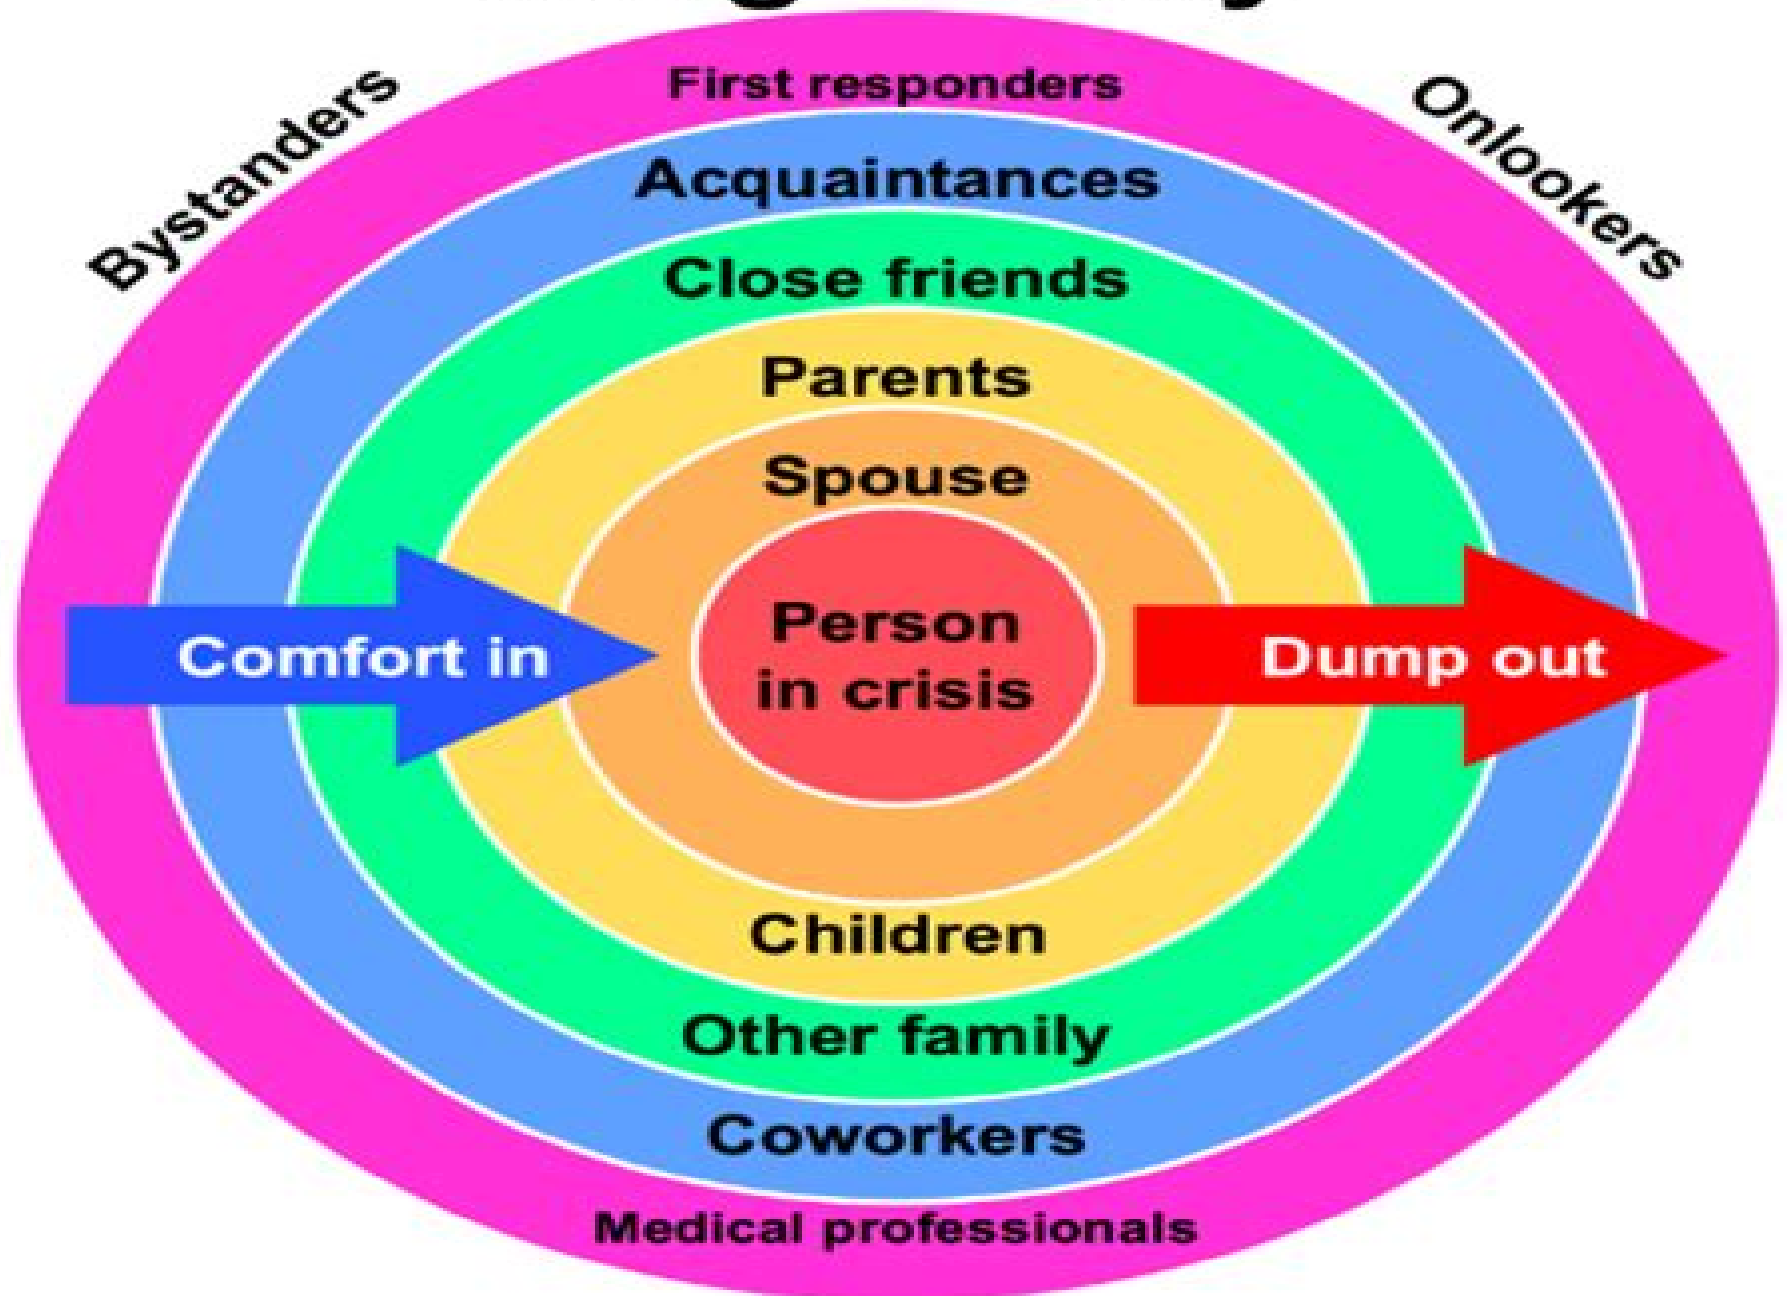 First responders
Bystanders
Onlookers
Acquaintances
Close friends
Parents
Spouse
Person
in crisis
Comfort in
Dump out
Children
Other family
Coworkers
Medical professionals